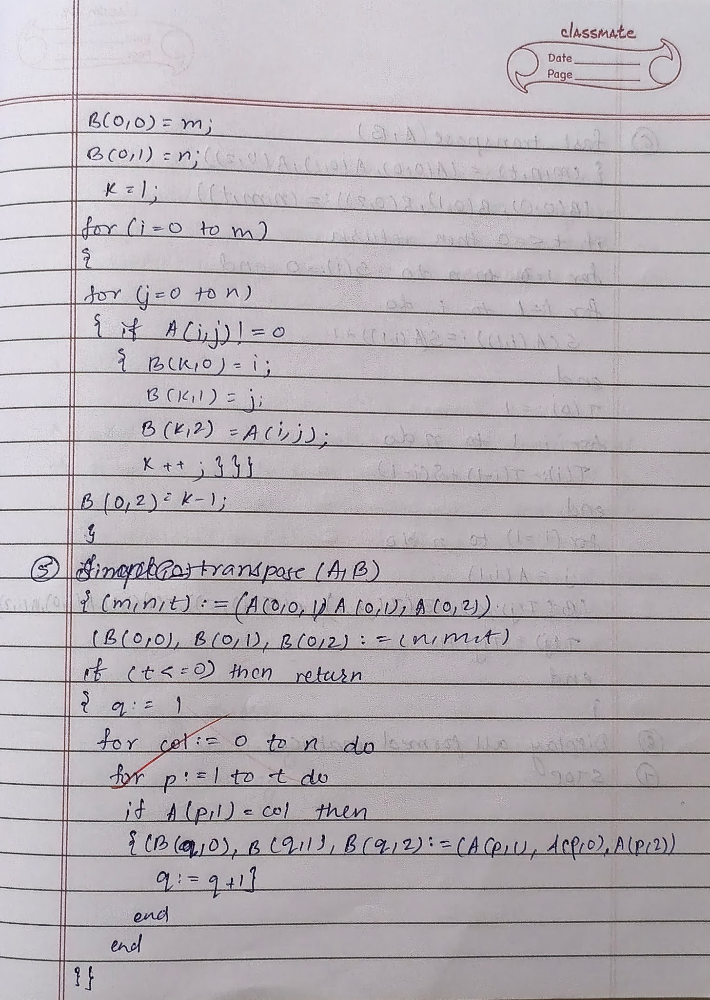 classmate
Date
Page
B(0,0) = m;
B(0,1) = n;
K = 1;
for (i=0 to m)
{
for (j=0 to n)
{ if A(i,j) != 0
{ B(K,0) = i;
B(K,1) = j;
B(K,2) = A(i,j);
K++; }}}
B(0,2) = K-1;
}
(5) transpose (A,B)
{ (m,n,t) := (A(0,0, 1) A(0,1), A(0,2))
(B(0,0), B(0,1), B(0,2) := (n,m,t)
if (t<=0) then return
{ q := 1
for col := 0 to n do
for p := 1 to t do
if A(p,1) = col then
{ (B(q,0), B(q,1), B(q,2) := (A(p,1), A(p,0), A(p,2))
q := q+1}
end
end
}}